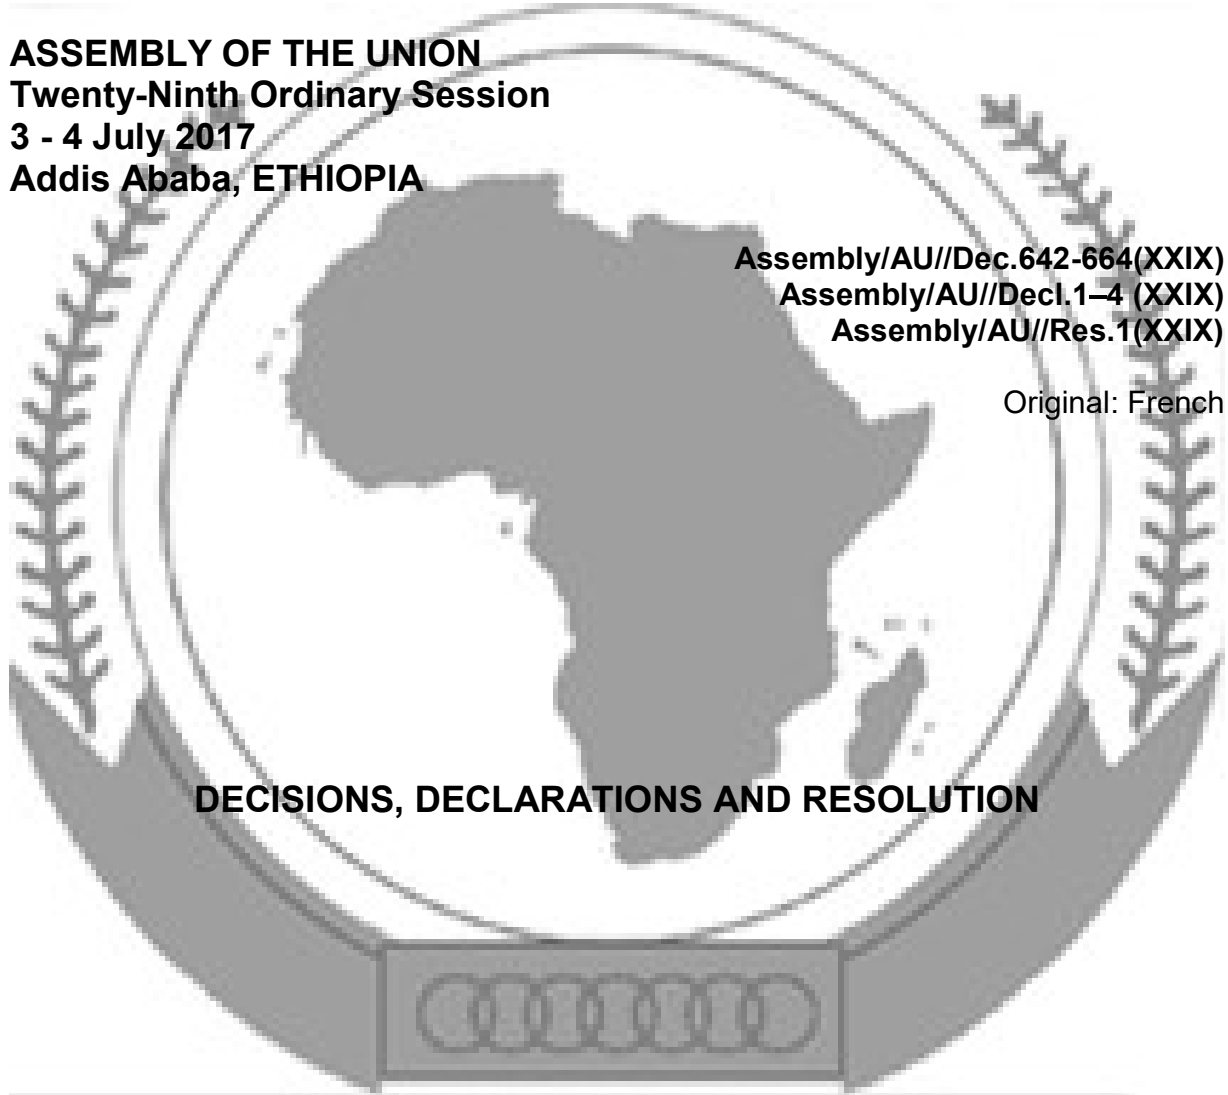 ASSEMBLY OF THE UNION
Twenty-Ninth Ordinary Session
3 - 4 July 2017
Addis Ababa, ETHIOPIA
Assembly/AU//Dec.642-664(XXIX)
Assembly/AU//Decl.1–4 (XXIX)
Assembly/AU//Res.1(XXIX)
Original: French
DECISIONS, DECLARATIONS AND RESOLUTION